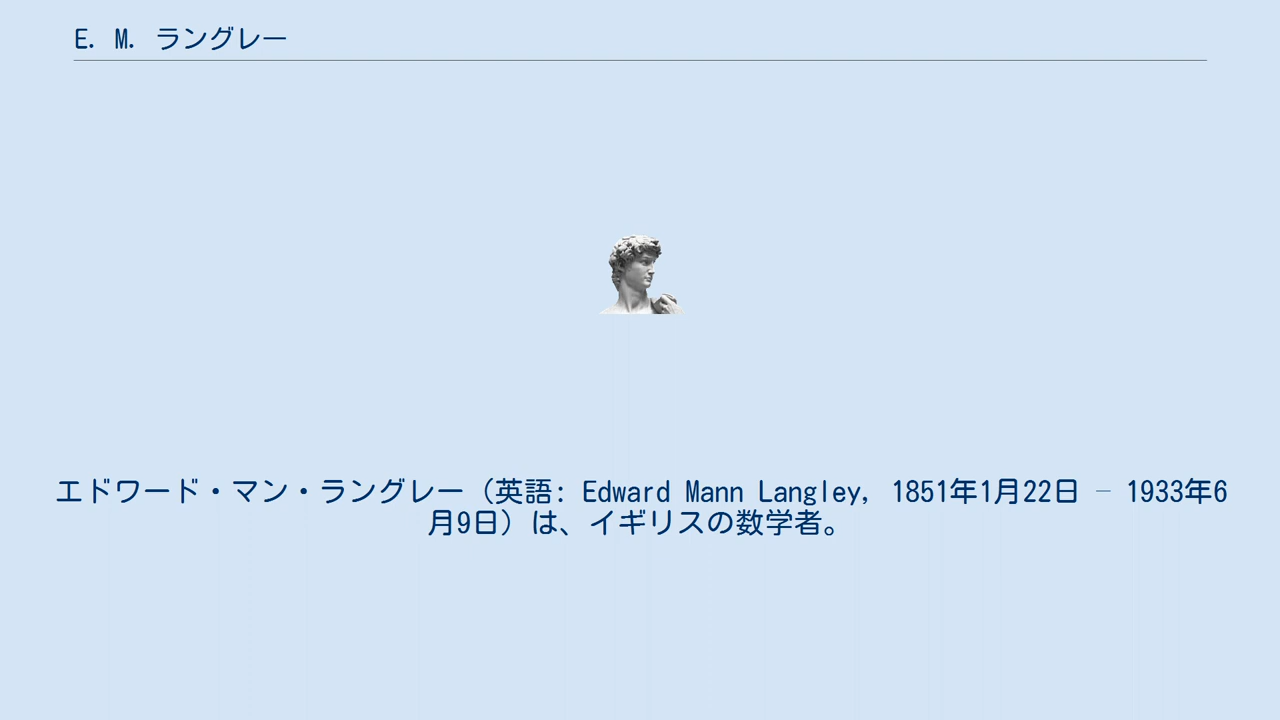 E. M. ラングレー
エドワード・マン・ラングレー（英語: Edward Mann Langley, 1851年1月22日 – 1933年6
月9日）は、イギリスの数学者。